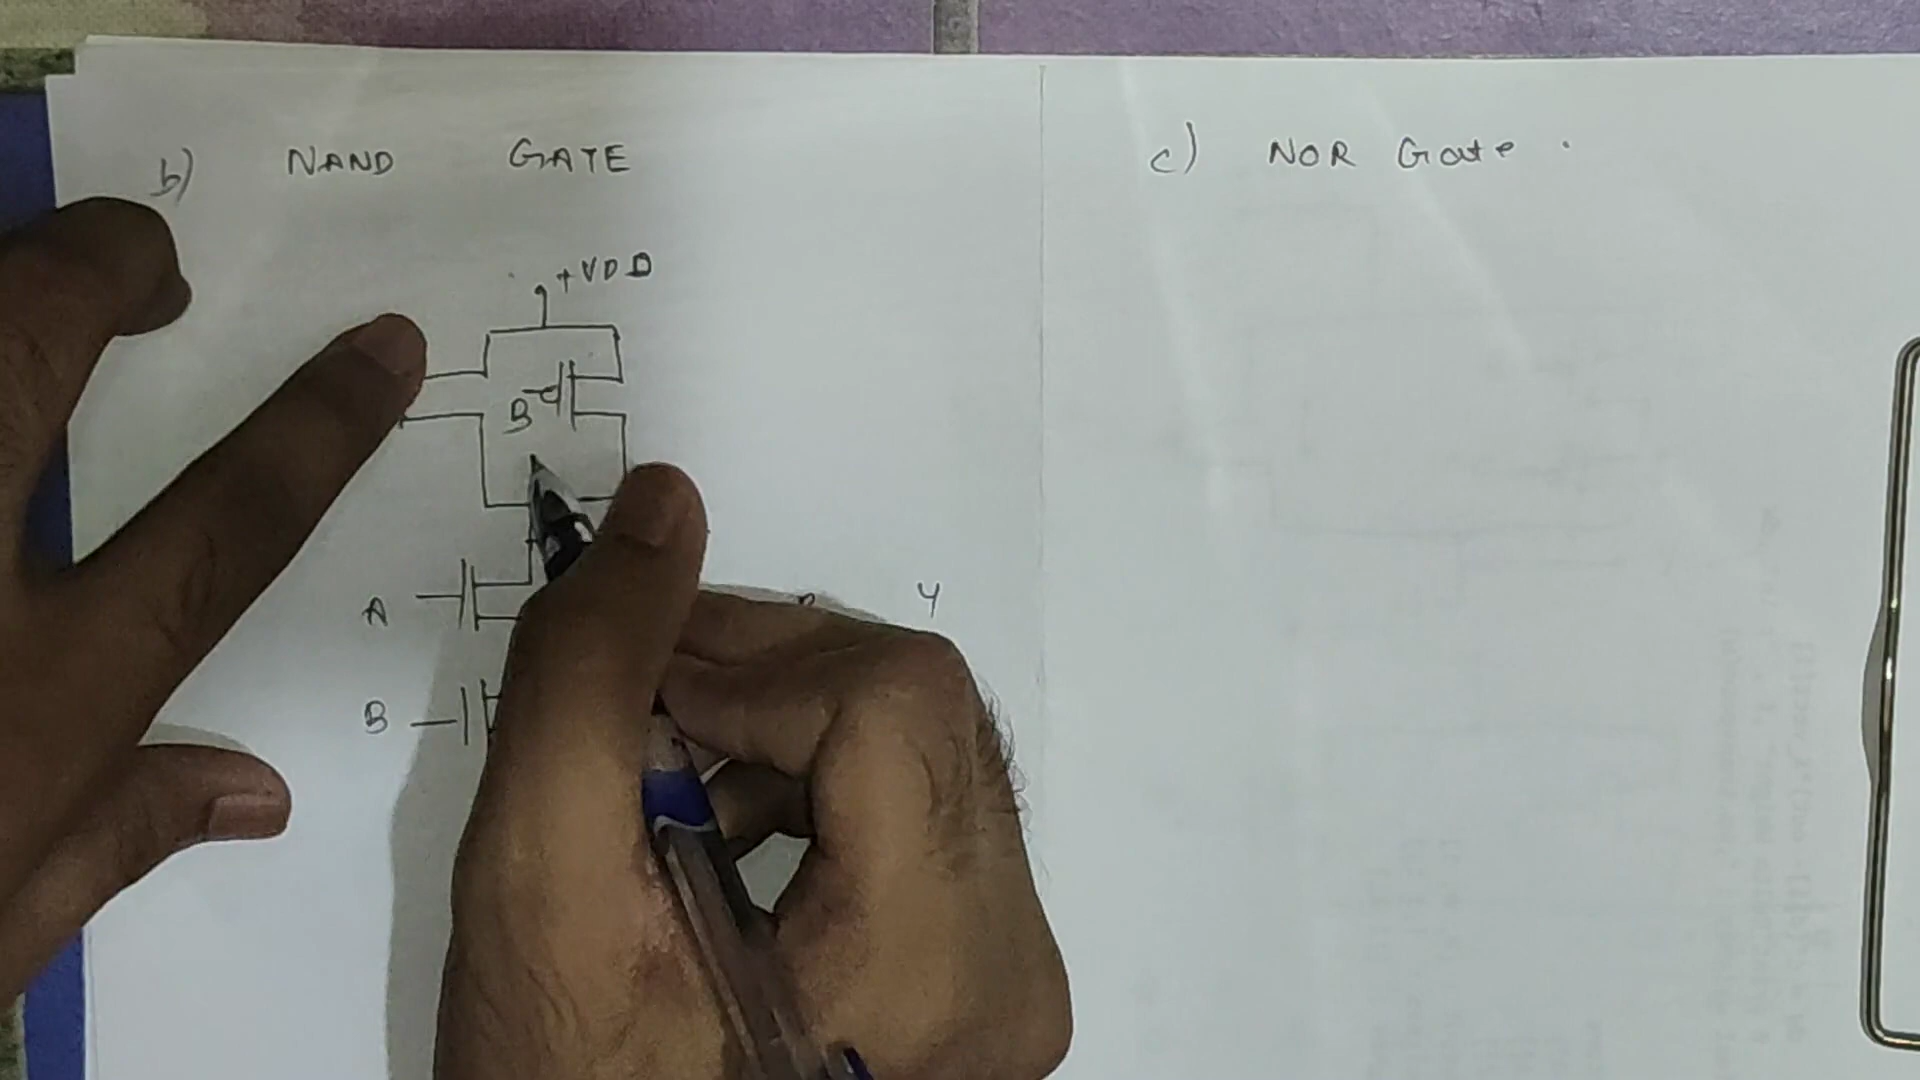 b) NAND GATE
+VDD
B
A
B
Y
c) NOR Gate .